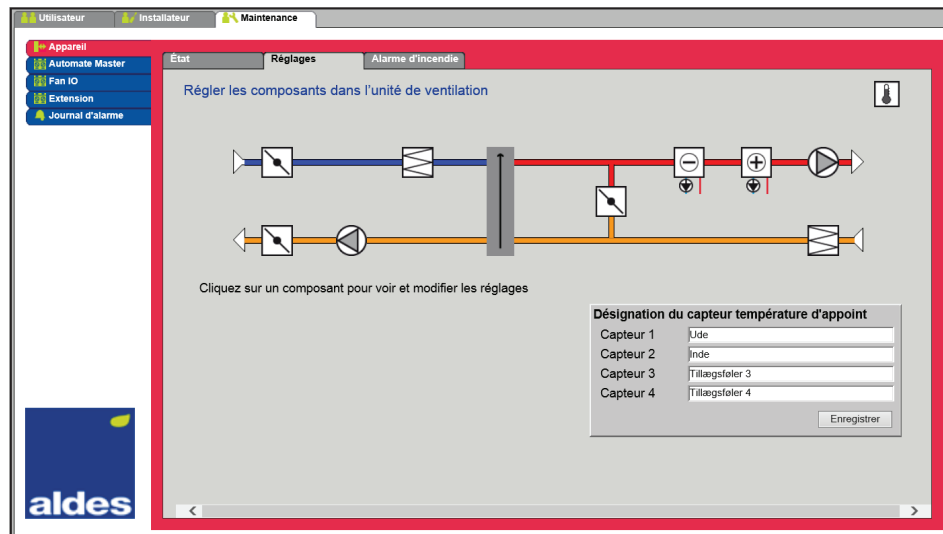 Utilisateur
Installateur
Maintenance
Appareil
Automate Master
Fan IO
Extension
Journal d'alarme
État
Réglages
Alarme d'incendie
Régler les composants dans l'unité de ventilation
Cliquez sur un composant pour voir et modifier les réglages
Désignation du capteur température d'appoint
Capteur 1 Ude
Capteur 2 Inde
Capteur 3 Tillægsføler 3
Capteur 4 Tillægsføler 4
Enregistrer
aldes